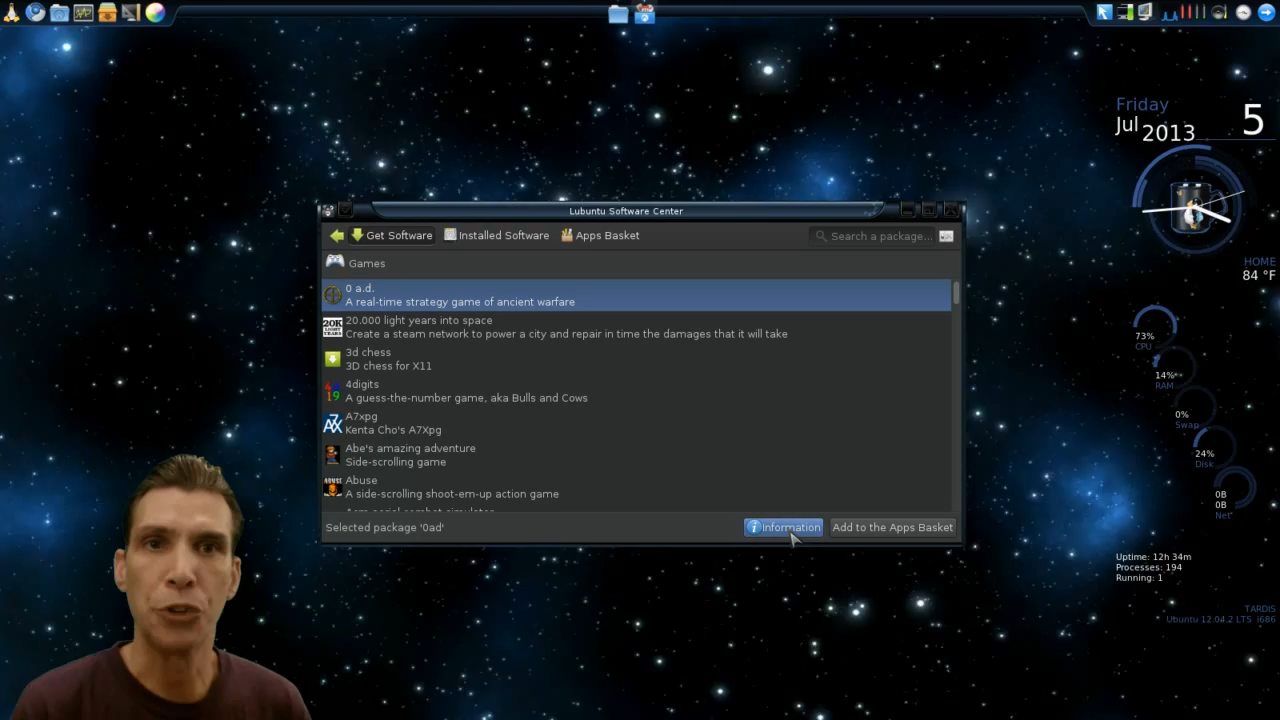 Friday
Jul 2013 5
Lubuntu Software Center
Get Software Installed Software Apps Basket Search a package...
Games
0 a.d.
A real-time strategy game of ancient warfare
20K
20.000 light years into space
Create a steam network to power a city and repair in time the damages that it will take
3d chess
3D chess for X11
4digits
A guess-the-number game, aka Bulls and Cows
A7xpg
Kenta Cho's A7Xpg
Abe's amazing adventure
Side-scrolling game
Abuse
A side-scrolling shoot-em-up action game
Selected package '0ad' Information Add to the Apps Basket
HOME
84 °F
73%
CPU
14%
RAM
0%
Swap
24%
Disk
0B
0B
Net
Uptime: 12h 34m
Processes: 194
Running: 1
TARDIS
Ubuntu 12.04.2 LTS i686